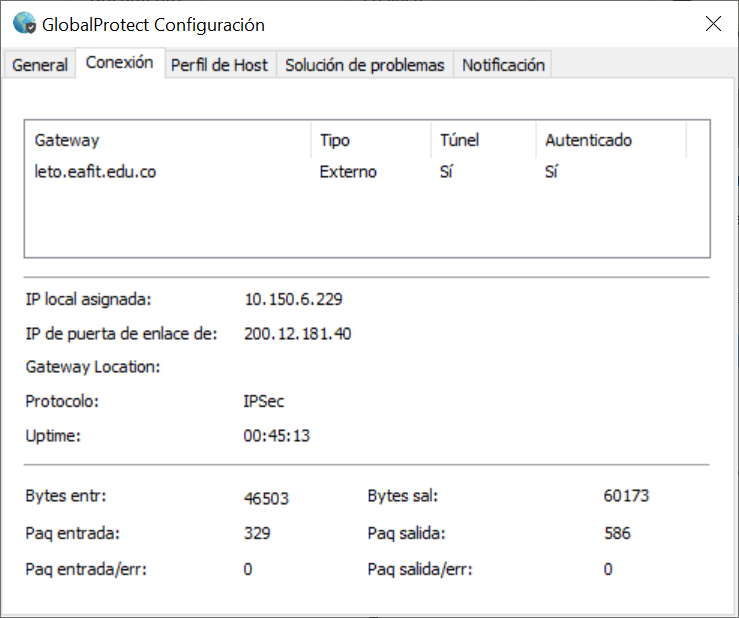 GlobalProtect Configuración
General Conexión Perfil de Host Solución de problemas Notificación
Gateway Tipo Túnel Autenticado
leto.eafit.edu.co Externo Sí Sí
IP local asignada: 10.150.6.229
IP de puerta de enlace de: 200.12.181.40
Gateway Location:
Protocolo: IPSec
Uptime: 00:45:13
Bytes entr: 46503 Bytes sal: 60173
Paq entrada: 329 Paq salida: 586
Paq entrada/err: 0 Paq salida/err: 0